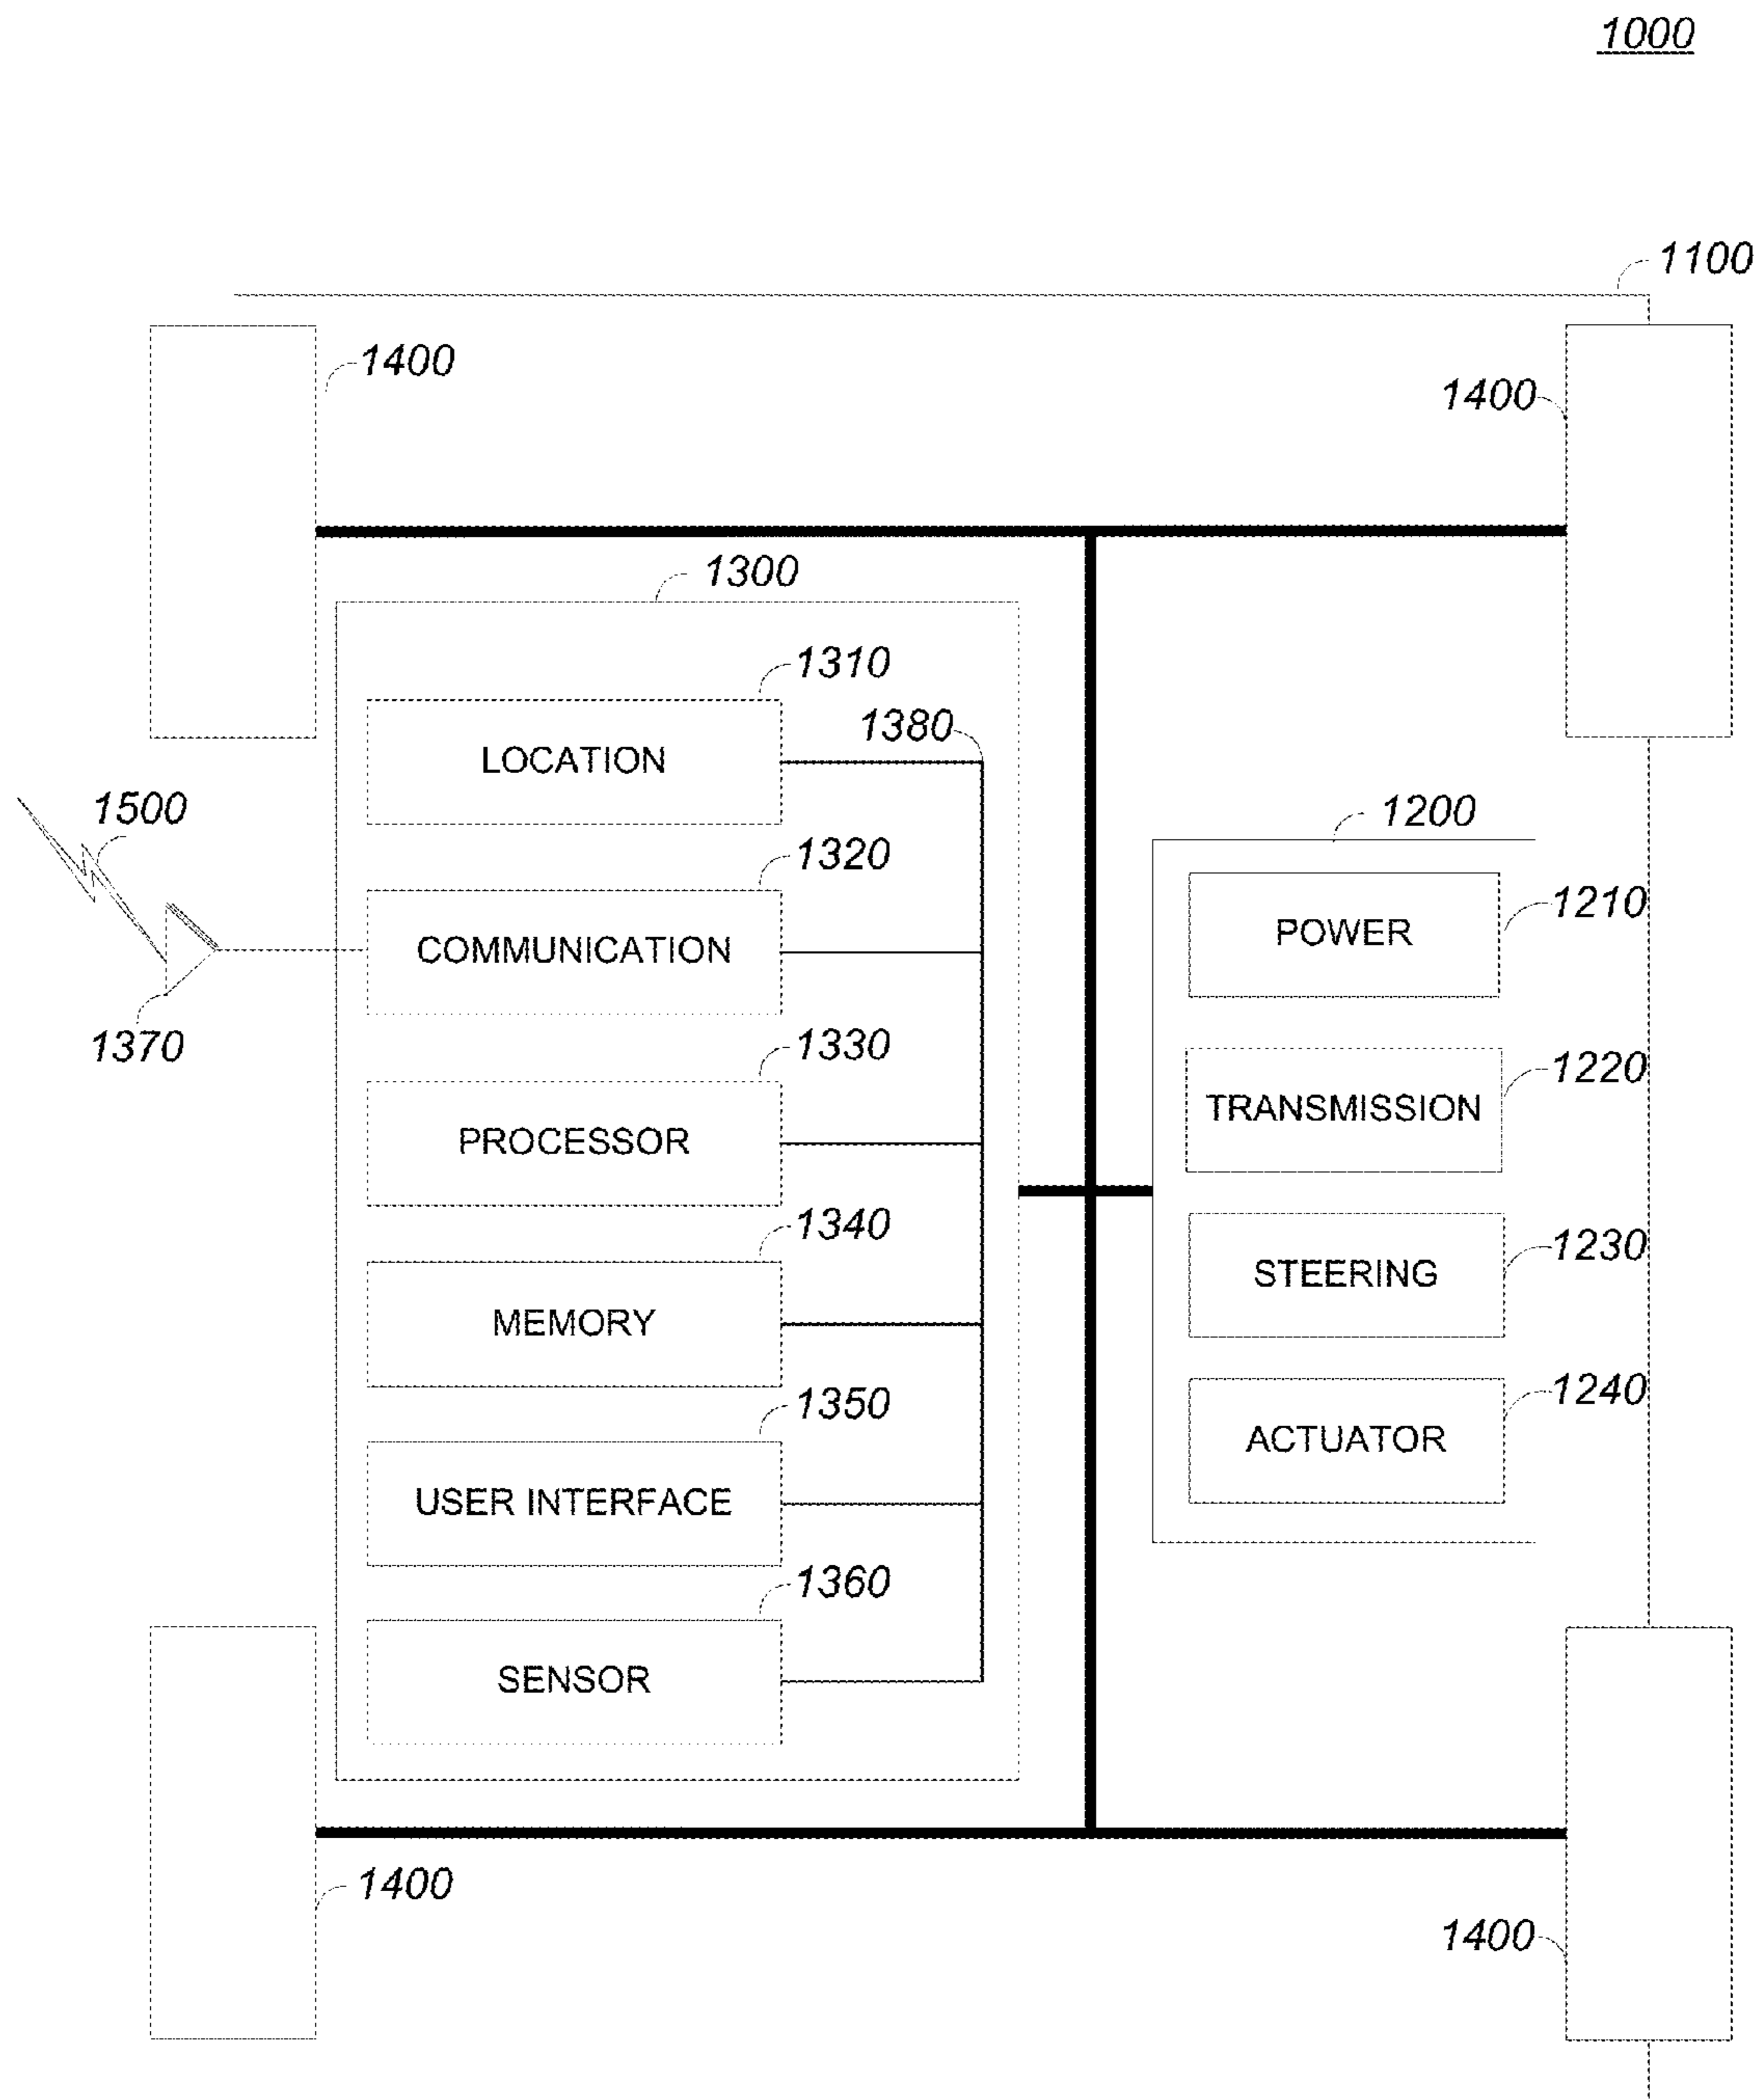 1000
1100
1400
1400
1300
1310
1380
LOCATION
1500
1200
1320
1210
POWER
COMMUNICATION
1370
1330
1220
TRANSMISSION
PROCESSOR
1340
1230
STEERING
MEMORY
1350
1240
ACTUATOR
USER INTERFACE
1360
SENSOR
1400
1400